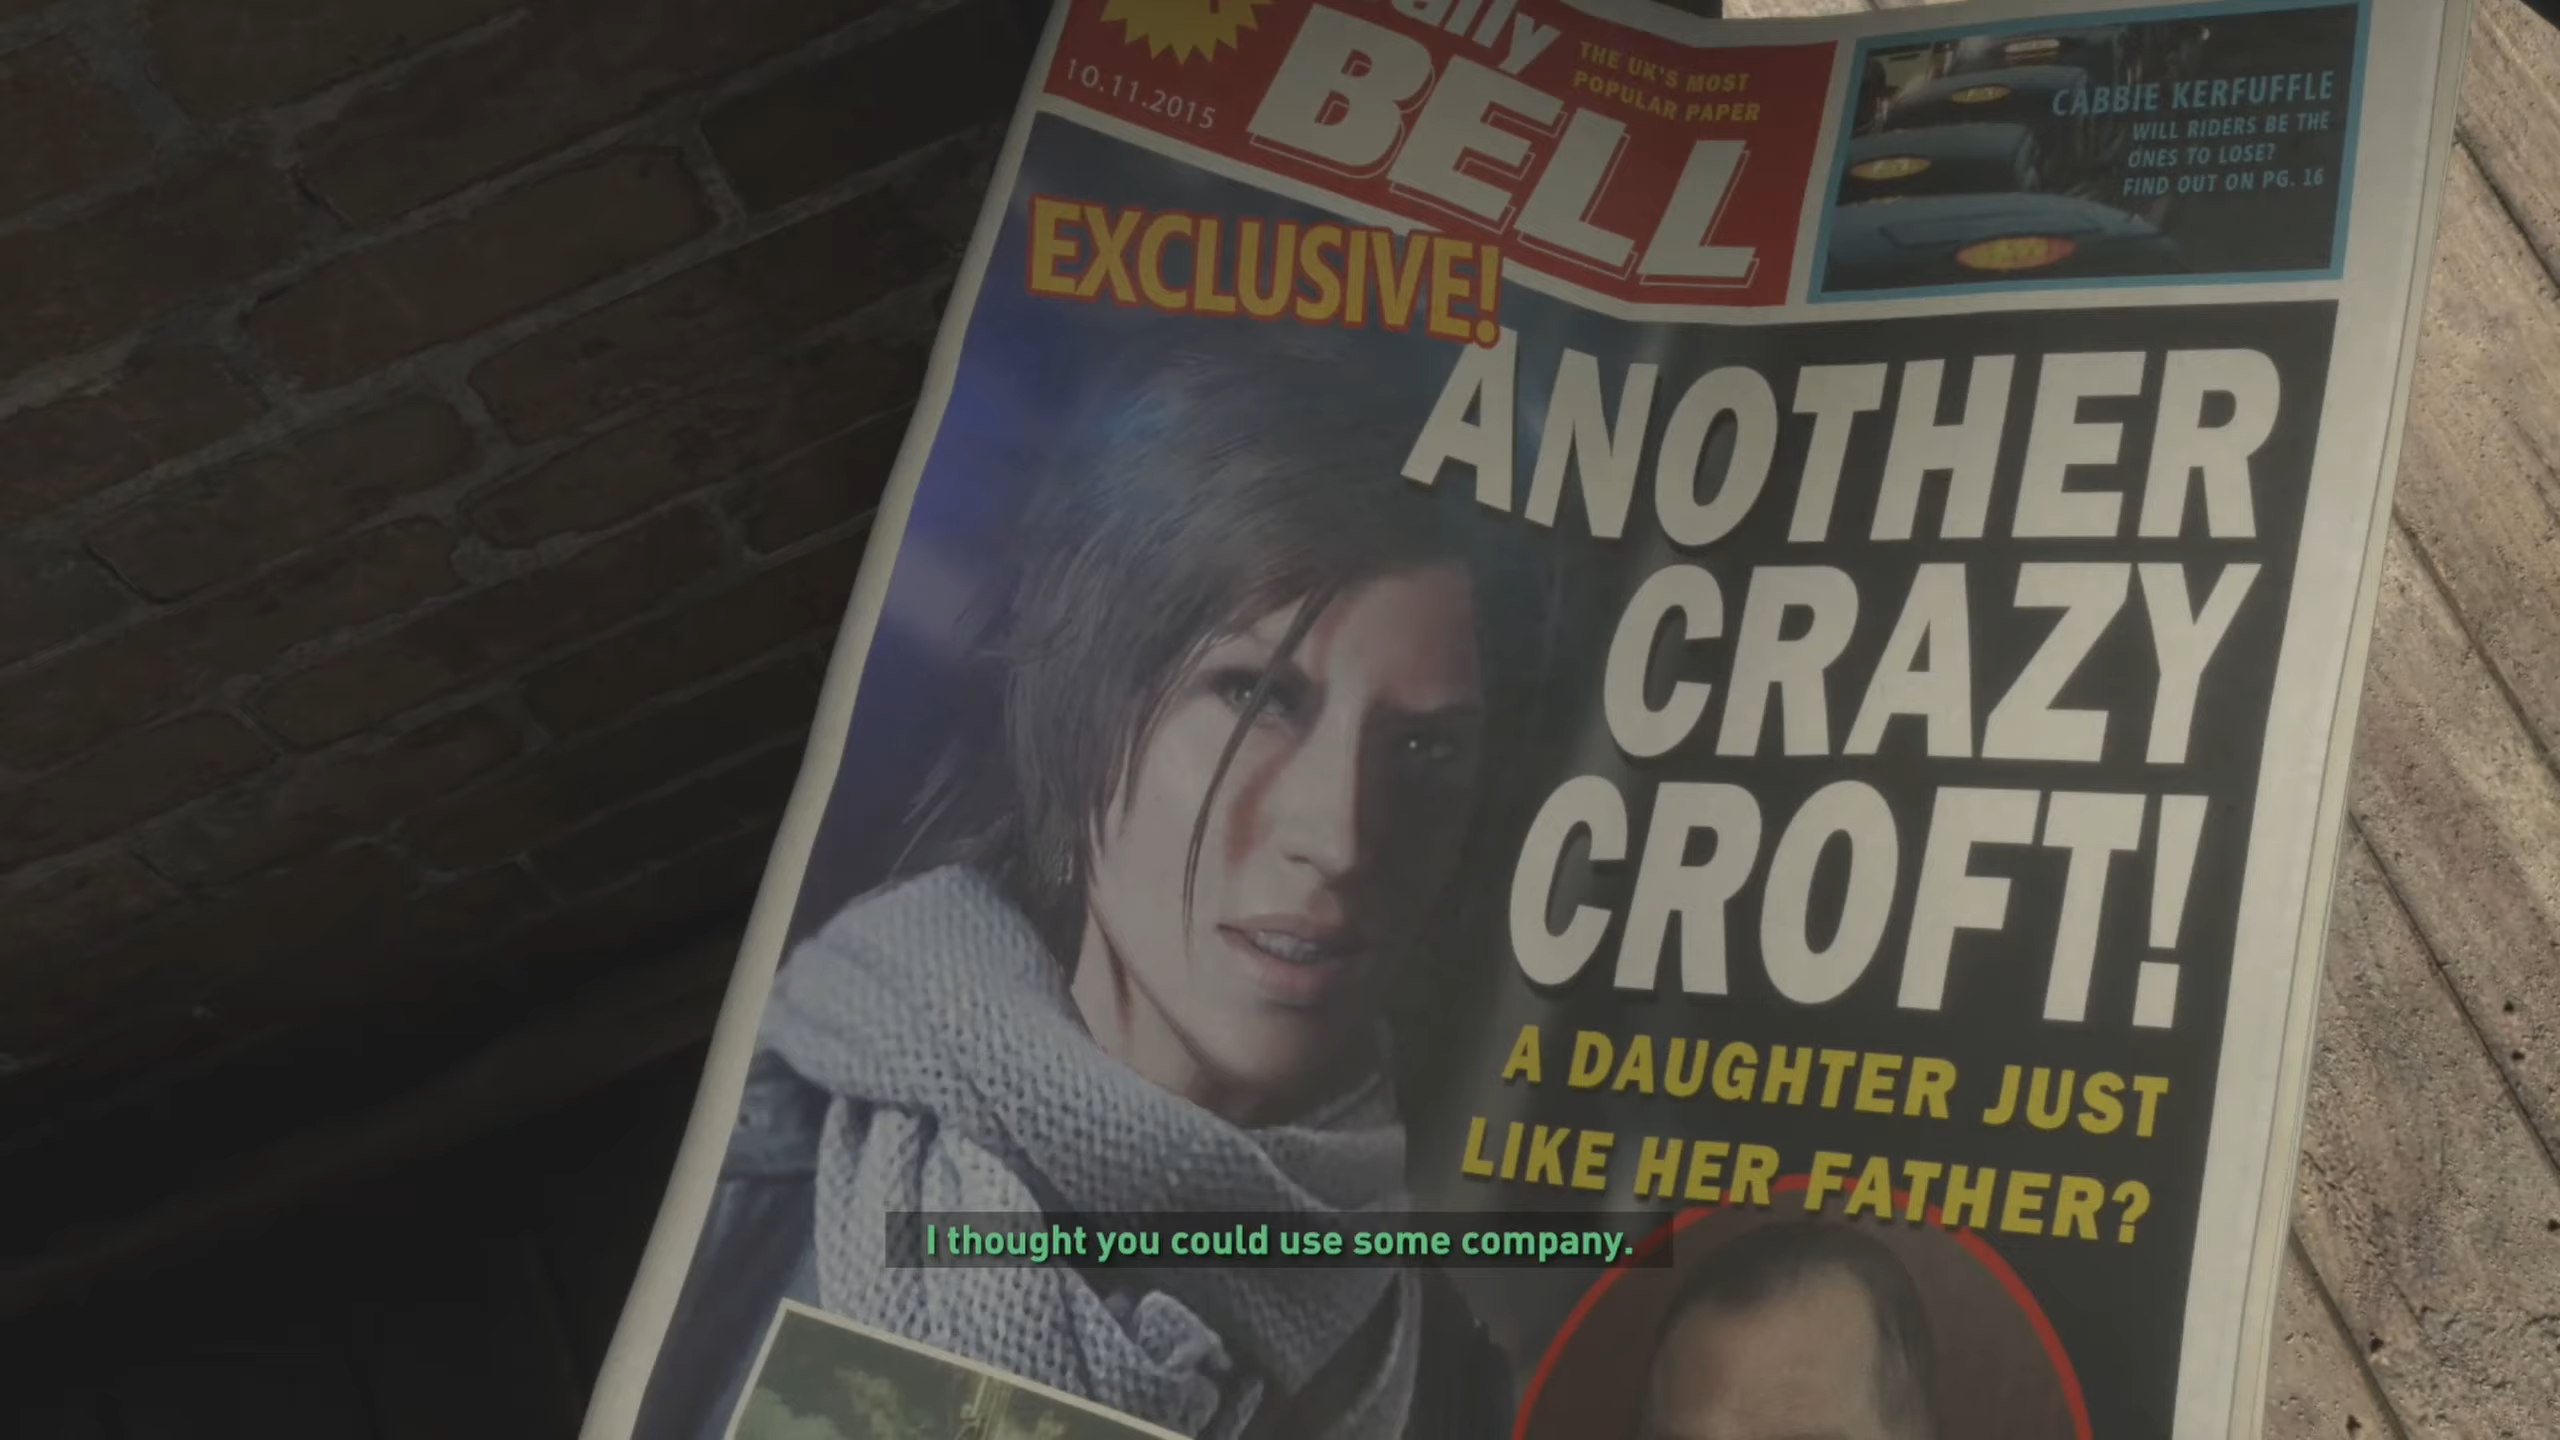 BELL
THE UK'S MOST
POPULAR PAPER
10.11.2015
CABBIE KERFUFFLE
WILL RIDERS BE THE
ONES TO LOSE?
FIND OUT ON PG. 16
EXCLUSIVE!
ANOTHER
CRAZY
CROFT!
A DAUGHTER JUST
LIKE HER FATHER?
I thought you could use some company.